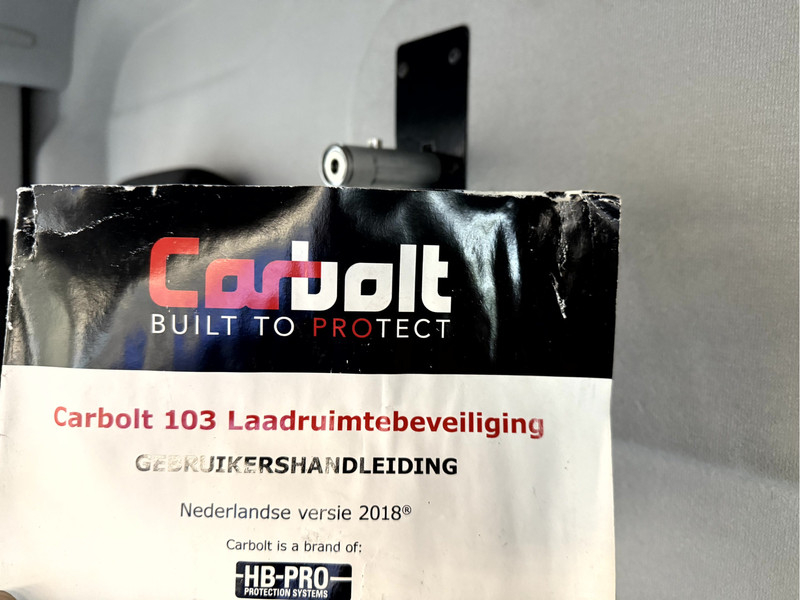 Carbolt
BUILT TO PROTECT
Carbolt 103 Laadruimtebeveiliging
GEBRUIKERSHANDLEIDING
Nederlandse versie 2018®
Carbolt is a brand of:
HB-PRO
PROTECTION SYSTEMS